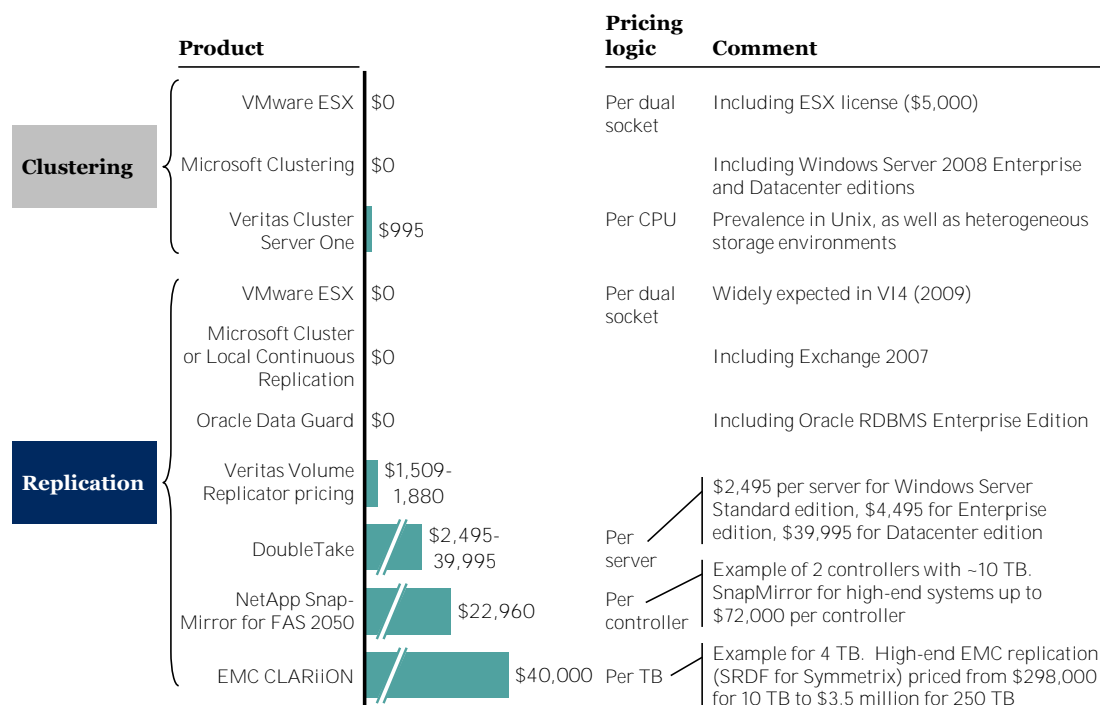 Product
Pricing
logic
Comment
Clustering
VMware ESX
$0
Per dual
socket
Including ESX license ($5,000)
Microsoft Clustering
$0
Including Windows Server 2008 Enterprise
and Datacenter editions
Veritas Cluster
Server One
$995
Per CPU
Prevalence in Unix, as well as heterogeneous
storage environments
Replication
VMware ESX
$0
Per dual
socket
Widely expected in VI4 (2009)
Microsoft Cluster
or Local Continuous
Replication
$0
Including Exchange 2007
Oracle Data Guard
$0
Including Oracle RDBMS Enterprise Edition
Veritas Volume
Replicator pricing
$1,509-
1,880
DoubleTake
$2,495-
39,995
Per
server
$2,495 per server for Windows Server
Standard edition, $4,495 for Enterprise
edition, $39,995 for Datacenter edition
NetApp Snap-
Mirror for FAS 2050
$22,960
Per
controller
Example of 2 controllers with ~10 TB.
SnapMirror for high-end systems up to
$72,000 per controller
EMC CLARiiON
$40,000
Per TB
Example for 4 TB. High-end EMC replication
(SRDF for Symmetrix) priced from $298,000
for 10 TB to $3.5 million for 250 TB